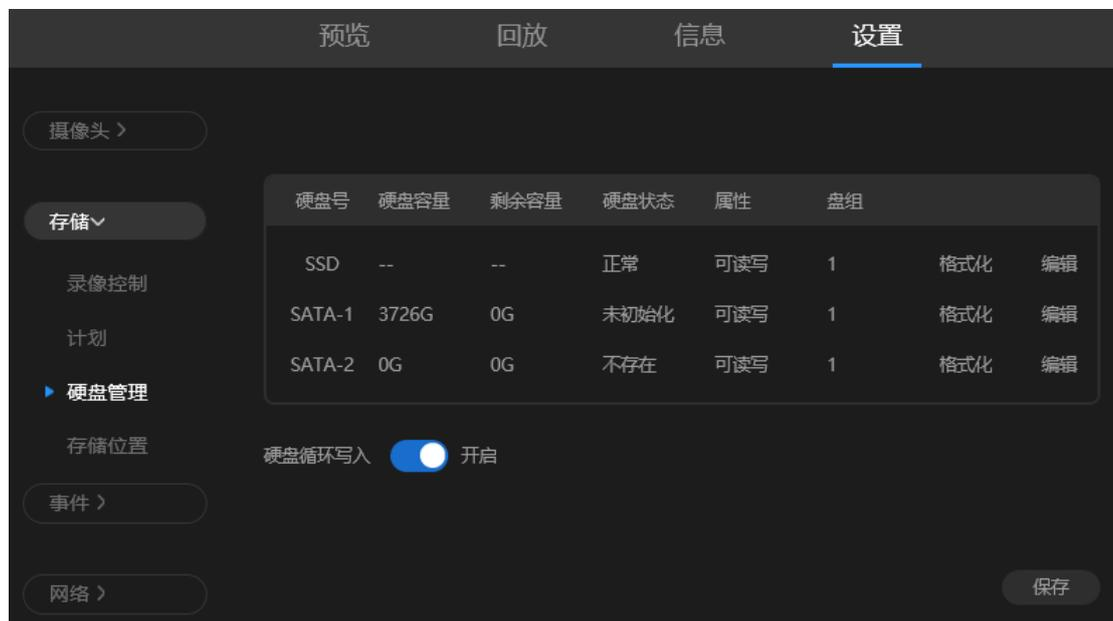 预览 回放 信息 设置
摄像头 >
存储
录像控制
计划
硬盘管理
存储位置
事件 >
网络 >
硬盘号 硬盘容量 剩余容量 硬盘状态 属性 盘组
SSD -- -- 正常 可读写 1 格式化 编辑
SATA-1 3726G 0G 未初始化 可读写 1 格式化 编辑
SATA-2 0G 0G 不存在 可读写 1 格式化 编辑
硬盘循环写入 开启
保存